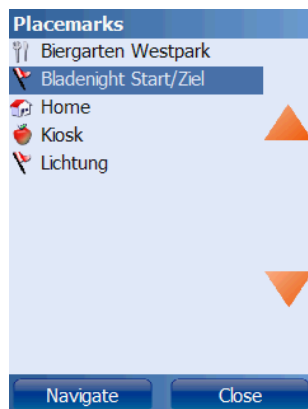 Placemarks
Biergarten Westpark
Bladenight Start/Ziel
Home
Kiosk
Lichtung
Navigate
Close